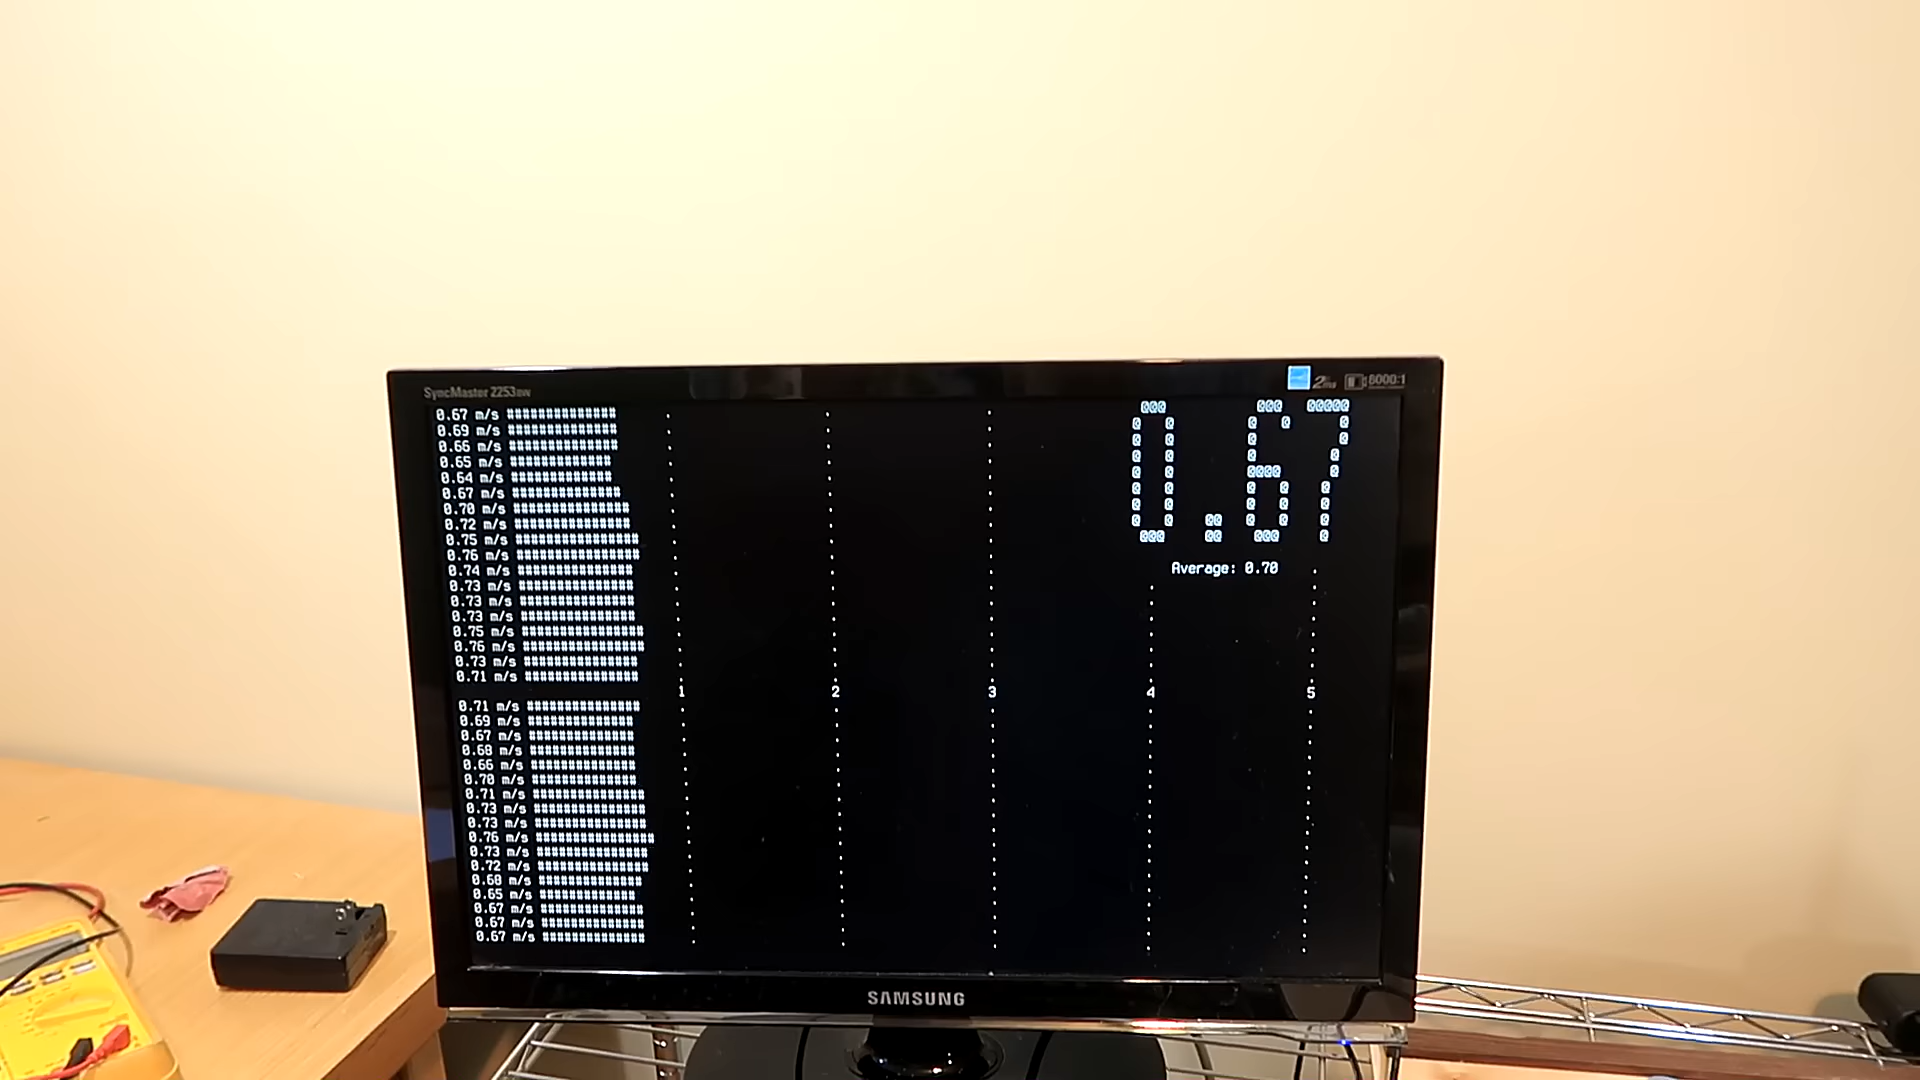 SyncMaster 2253BW
2ms
8000:1
0.67
0.67 m/s ##############
0.69 m/s ##############
0.66 m/s ##############
0.65 m/s #############
0.64 m/s #############
0.67 m/s ##############
0.70 m/s ###############
0.72 m/s ###############
0.75 m/s ################
0.76 m/s ################
0.74 m/s ###############
0.73 m/s ###############
0.73 m/s ###############
0.73 m/s ###############
0.75 m/s ################
0.76 m/s ################
0.73 m/s ###############
0.71 m/s ###############
Average: 0.70
1 2 3 4 5
0.71 m/s ###############
0.69 m/s ##############
0.67 m/s ##############
0.68 m/s ##############
0.66 m/s ##############
0.70 m/s ##############
0.71 m/s ###############
0.73 m/s ###############
0.73 m/s ###############
0.76 m/s ################
0.73 m/s ###############
0.72 m/s ###############
0.68 m/s ##############
0.65 m/s #############
0.67 m/s ##############
0.67 m/s ##############
0.67 m/s ##############
SAMSUNG